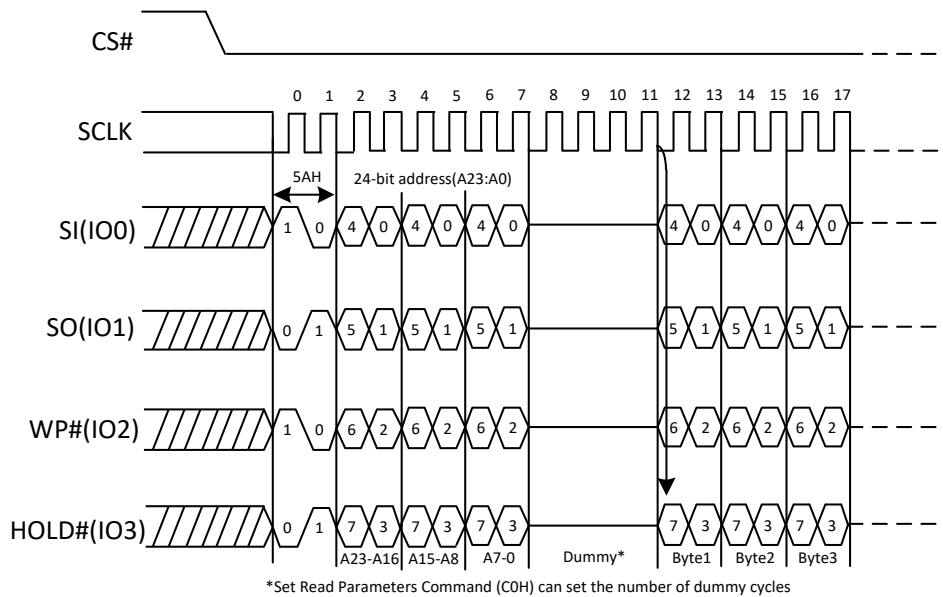 CS#
0 1 2 3 4 5 6 7 8 9 10 11 12 13 14 15 16 17
SCLK
5AH 24-bit address(A23:A0)
SI(IO0) 1 0 4 0 4 0 4 0 4 0 4 0 4 0
SO(IO1) 0 1 5 1 5 1 5 1 5 1 5 1 5 1
WP#(IO2) 1 0 6 2 6 2 6 2 6 2 6 2 6 2
HOLD#(IO3) 0 1 7 3 7 3 7 3 7 3 7 3 7 3
A23-A16 A15-A8 A7-0 Dummy* Byte1 Byte2 Byte3
*Set Read Parameters Command (C0H) can set the number of dummy cycles